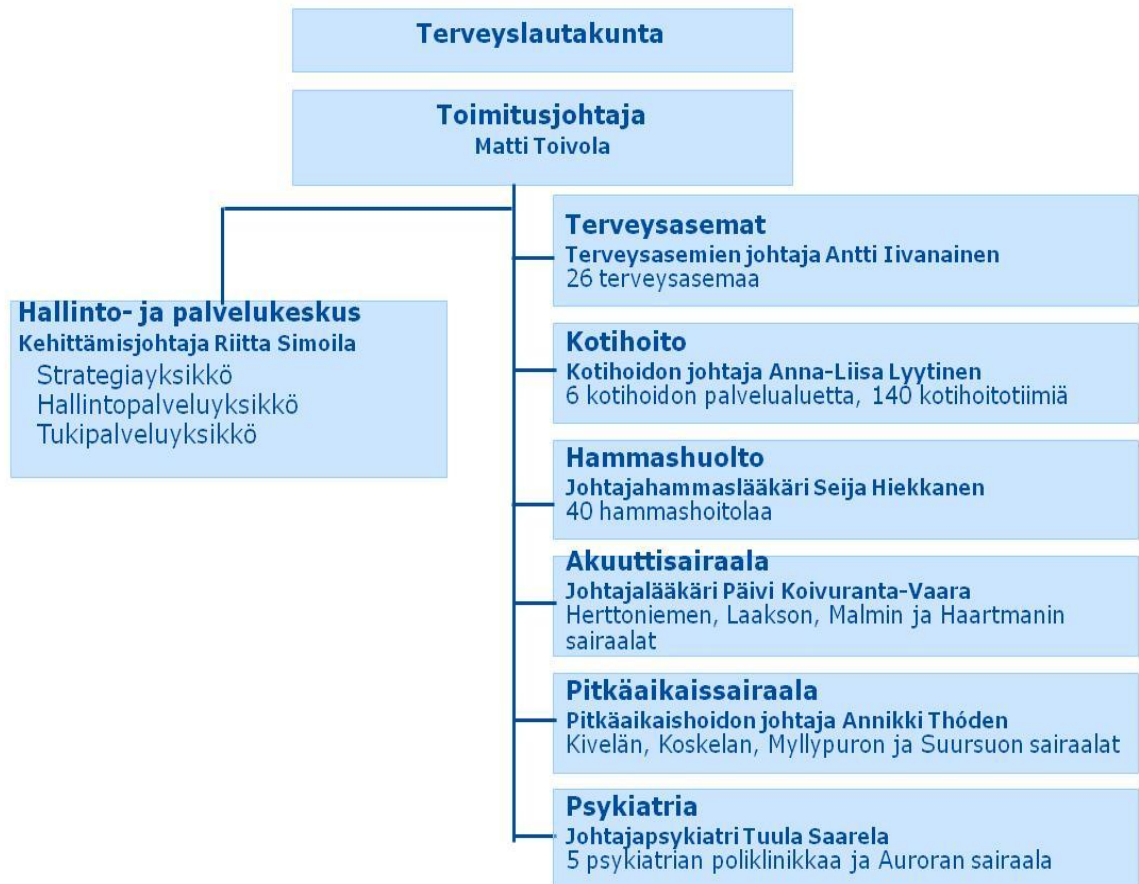 Terveyslautakunta
Toimitusjohtaja
Matti Toivola
Hallinto- ja palvelukeskus
Kehittämisjohtaja Riitta Simoila
Strategiayksikkö
Hallintopalveluyksikkö
Tukipalveluyksikkö
Terveysasemat
Terveysasemien johtaja Antti Iivanainen
26 terveysasemaa
Kotihoito
Kotihoidon johtaja Anna-Liisa Lyytinen
6 kotihoidon palvelualuetta, 140 kotihoitotiimiä
Hammashuolto
Johtajahammaslääkäri Seija Hiekkanen
40 hammashoitolaa
Akuuttisairaala
Johtajalääkäri Päivi Koivuranta-Vaara
Herttoniemen, Laakson, Malmin ja Haartmanin
sairaalat
Pitkäaikaissairaala
Pitkäaikaishoidon johtaja Annikki Thóden
Kivelän, Koskelan, Myllypuron ja Suursuon sairaalat
Psykiatria
Johtajapsykiatri Tuula Saarela
5 psykiatrian poliklinikkaa ja Auroran sairaala